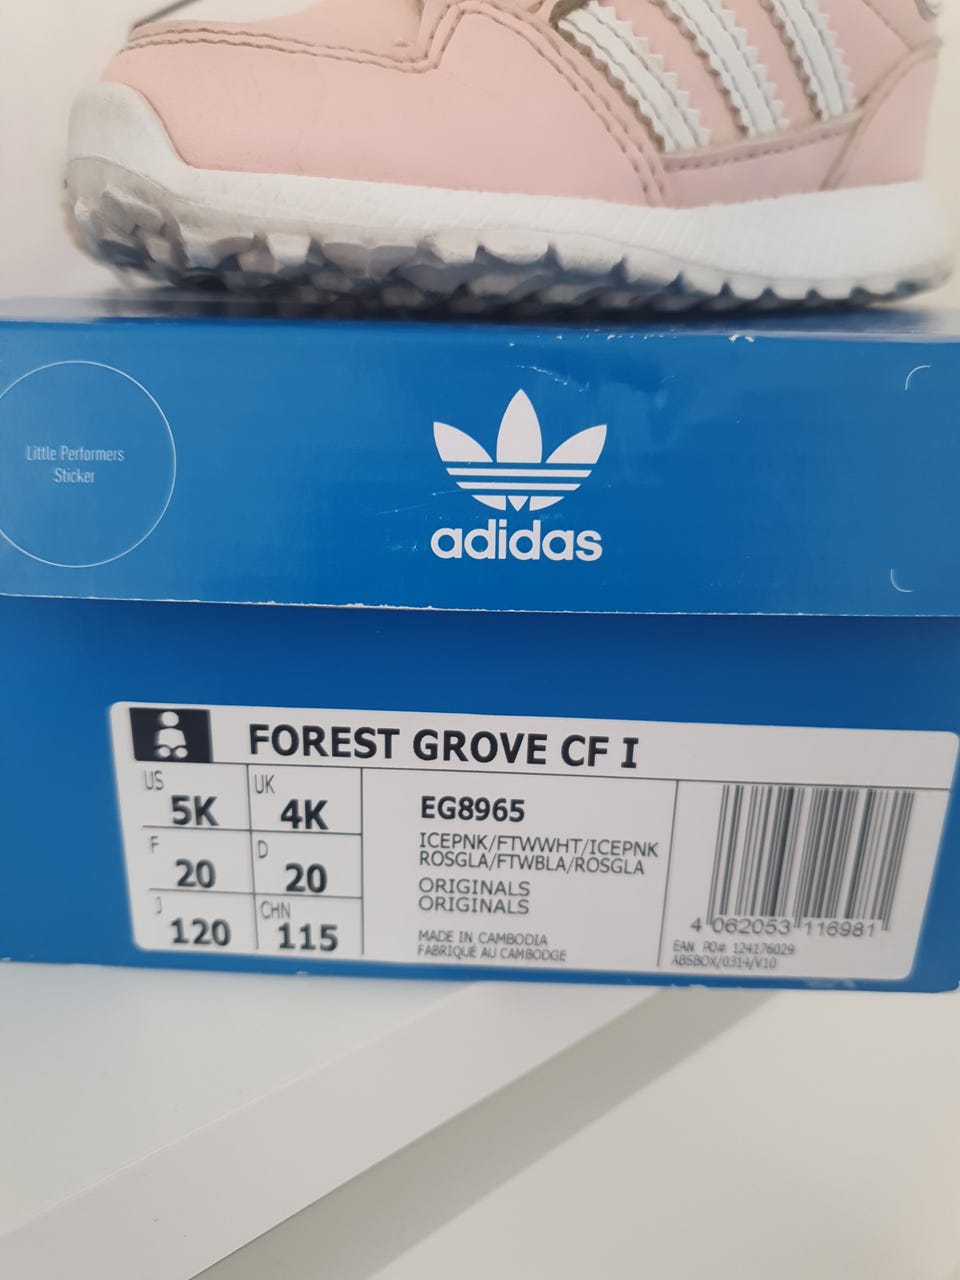 Little Performers
Sticker
adidas
FOREST GROVE CF I
US
5K
UK
4K
F
20
D
20
J
120
CHN
115
EG8965
ICEPNK/FTWWHT/ICEPNK
ROSGLA/FTWBLA/ROSGLA
ORIGINALS
ORIGINALS
MADE IN CAMBODIA
FABRIQUÉ AU CAMBODGE
4 062053 116981
EAN PO# 124176029
ABSBOX/0314/V10